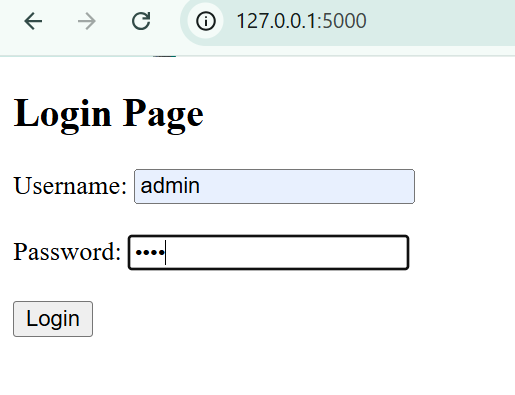 127.0.0.1:5000
Login Page
Username: admin
Password: ••••
Login